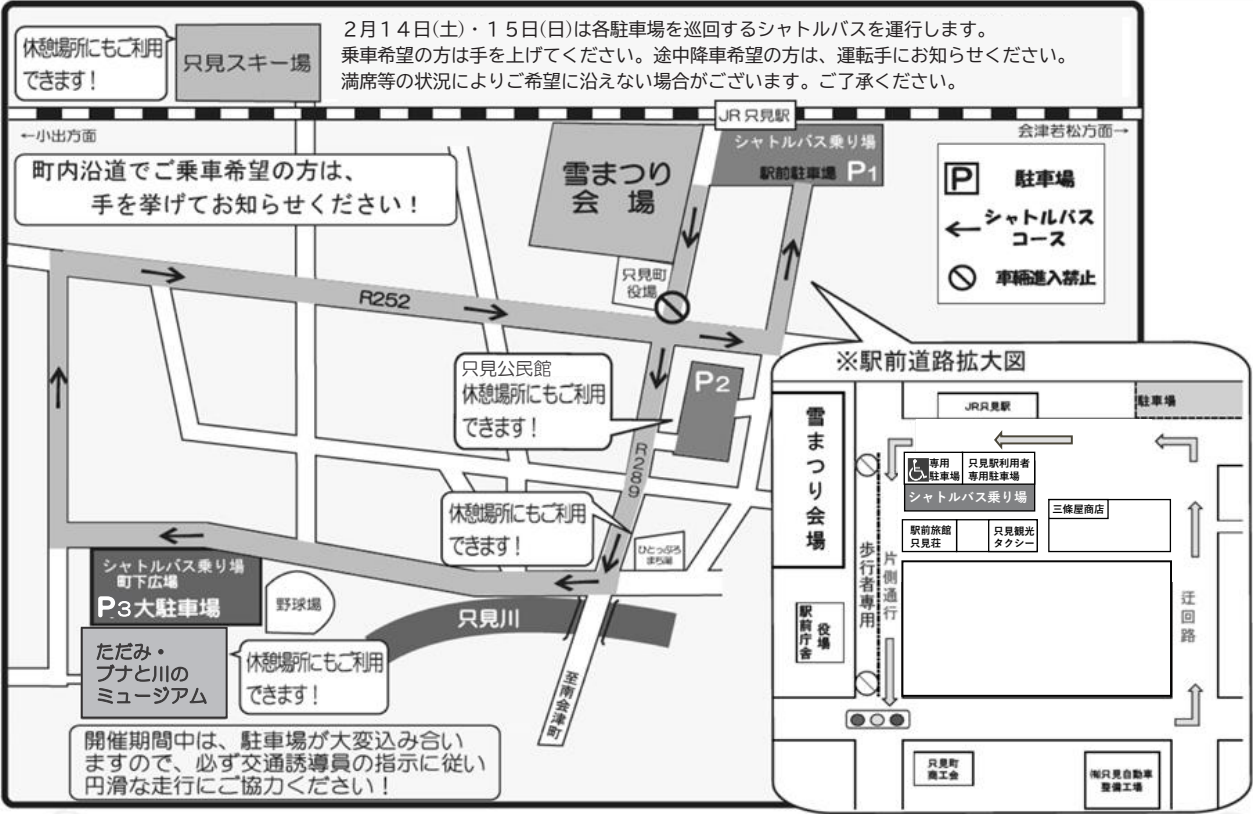 2月14日(土)・15日(日)は各駐車場を巡回するシャトルバスを運行します。
乗車希望の方は手を上げてください。途中降車希望の方は、運転手にお知らせください。
満席等の状況によりご希望に沿えない場合がございます。ご了承ください。
休憩場所にもご利用
できます！
只見スキー場
JR只見駅
←小出方面
会津若松方面→
町内沿道でご乗車希望の方は、
手を挙げてお知らせください！
雪まつり
会　場
シャトルバス乗り場
駅前駐車場 P1
P 駐車場
← シャトルバス
コース
車輛進入禁止
只見町
役場
R252
只見公民館
休憩場所にもご利用
できます！
P2
R289
休憩場所にもご利用
できます！
ひとっぷろ
まち湯
シャトルバス乗り場
町下広場
P3大駐車場
野球場
只見川
ただみ・
ブナと川の
ミュージアム
休憩場所にもご利用
できます！
至南会津町
開催期間中は、駐車場が大変込み合い
ますので、必ず交通誘導員の指示に従い
円滑な走行にご協力ください！
※駅前道路拡大図
JR只見駅
駐車場
雪まつり会場
専用
駐車場
只見駅利用者
専用駐車場
シャトルバス乗り場
三條屋商店
駅前旅館
只見荘
只見観光
タクシー
歩行者専用
片側通行
迂回路
役場
駅前庁舎
只見町
商工会
㈲只見自動車
整備工場